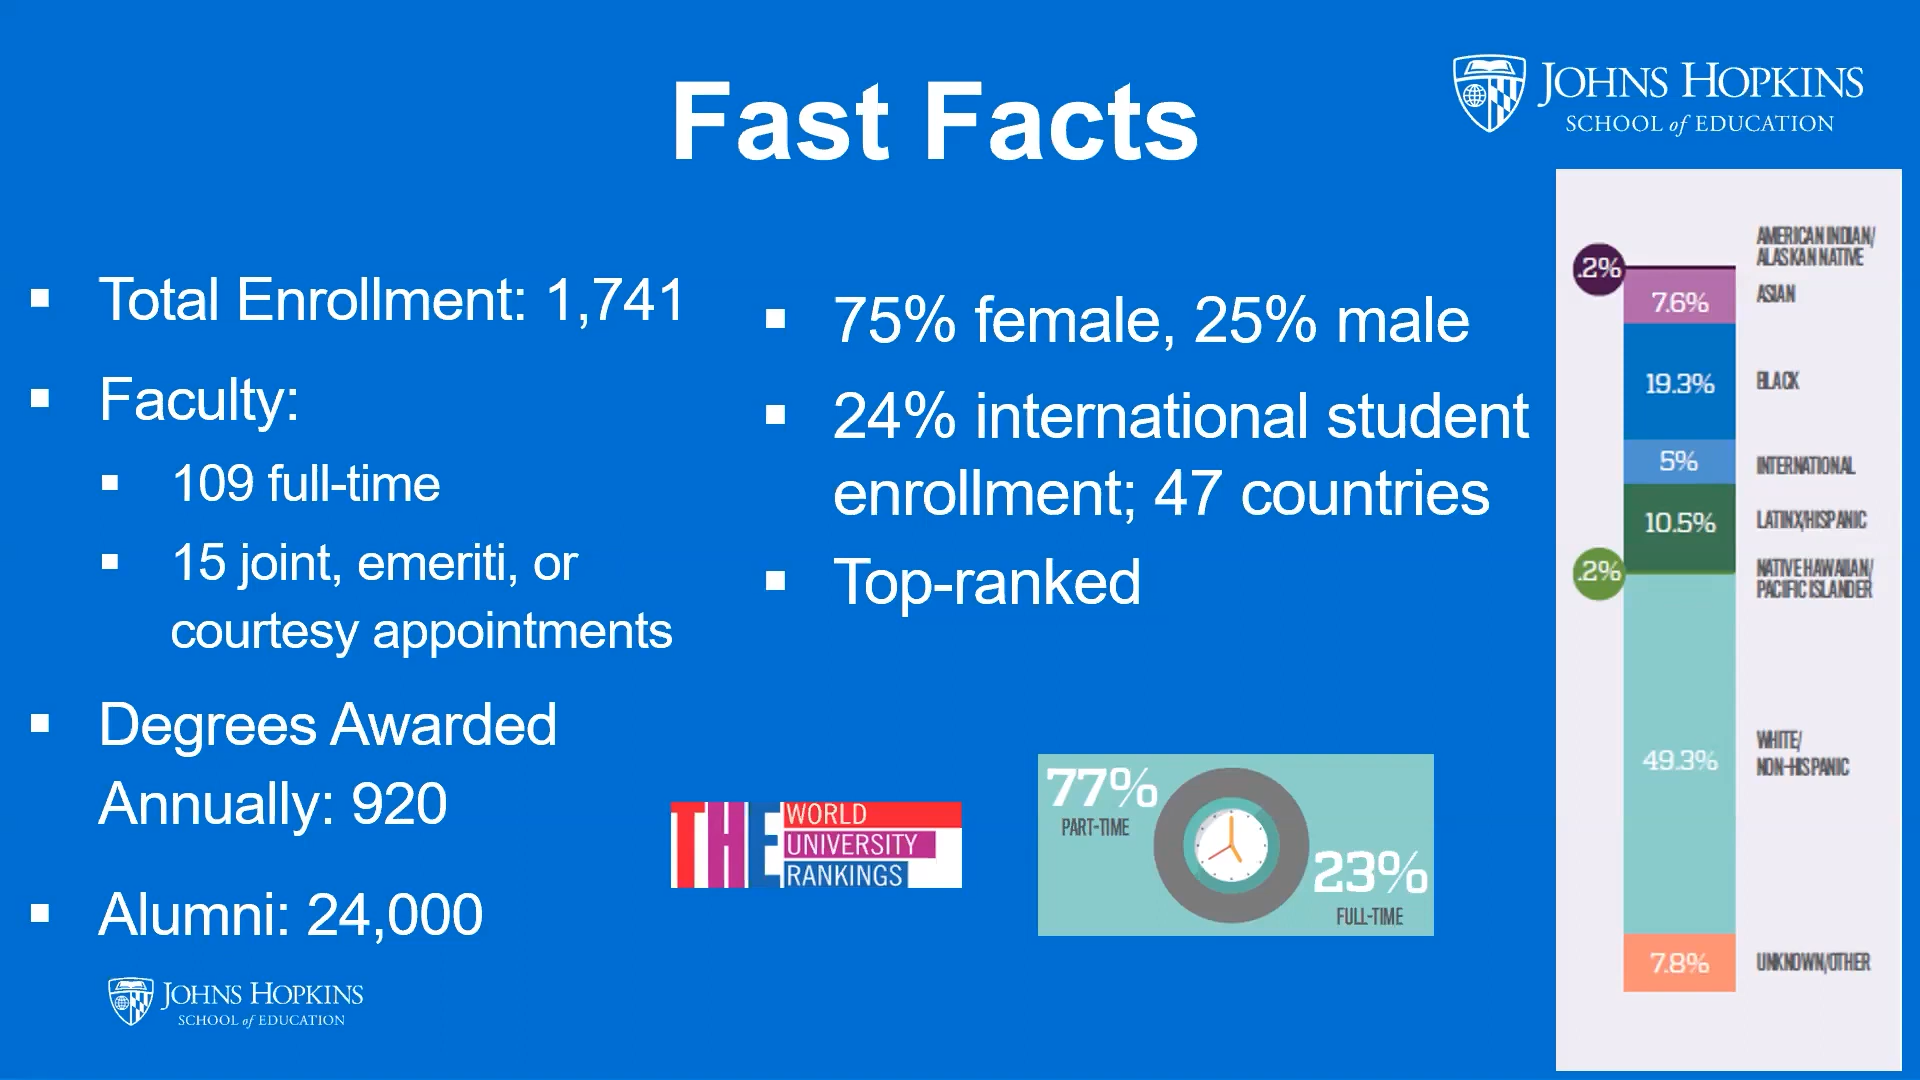 Fast Facts
JOHNS HOPKINS
SCHOOL of EDUCATION
Total Enrollment: 1,741
Faculty:
109 full-time
15 joint, emeriti, or
courtesy appointments
Degrees Awarded
Annually: 920
Alumni: 24,000
75% female, 25% male
24% international student
enrollment; 47 countries
Top-ranked
THE WORLD
UNIVERSITY
RANKINGS
77%
PART-TIME
23%
FULL-TIME
.2%
AMERICAN INDIAN/
ALASKAN NATIVE
7.6%
ASIAN
19.3%
BLACK
5%
INTERNATIONAL
10.5%
LATINX/HISPANIC
.2%
NATIVE HAWAIIAN/
PACIFIC ISLANDER
49.3%
WHITE/
NON-HISPANIC
7.8%
UNKNOWN/OTHER
JOHNS HOPKINS
SCHOOL of EDUCATION